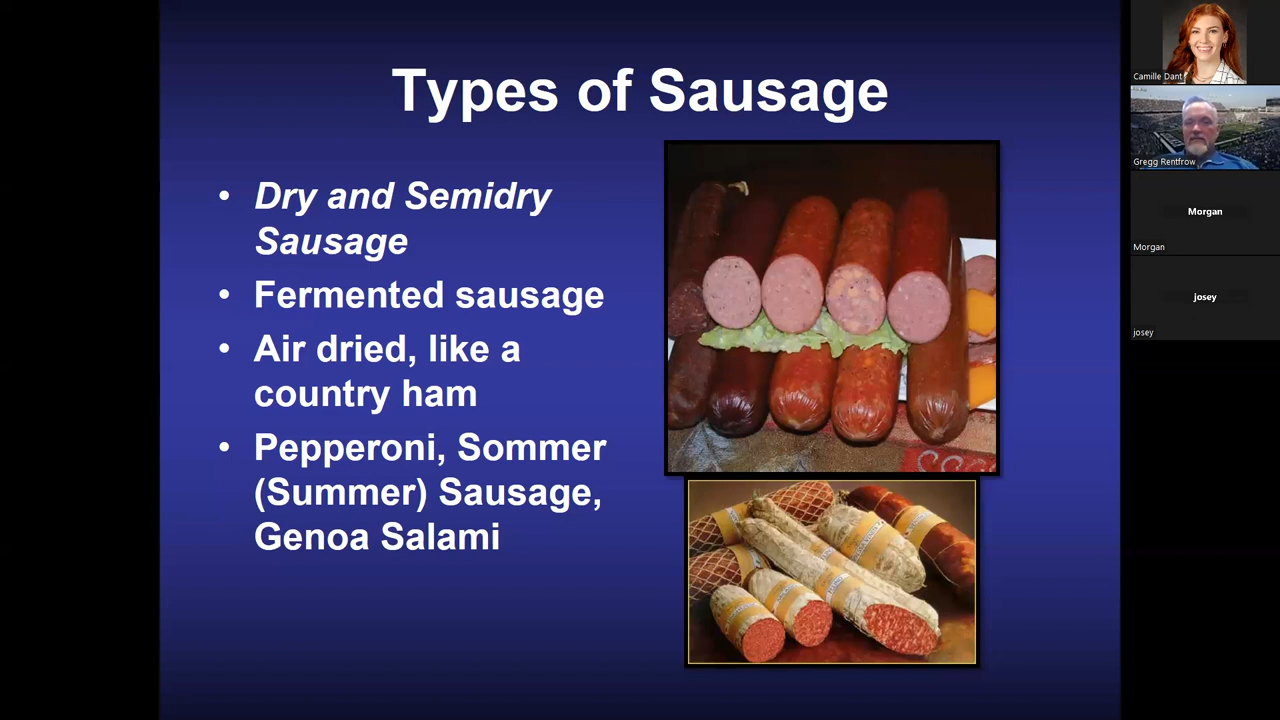 Types of Sausage
• Dry and Semidry
Sausage
• Fermented sausage
• Air dried, like a
country ham
• Pepperoni, Sommer
(Summer) Sausage,
Genoa Salami
Camille Dant
Gregg Rentfrow
Morgan
Morgan
josey
josey